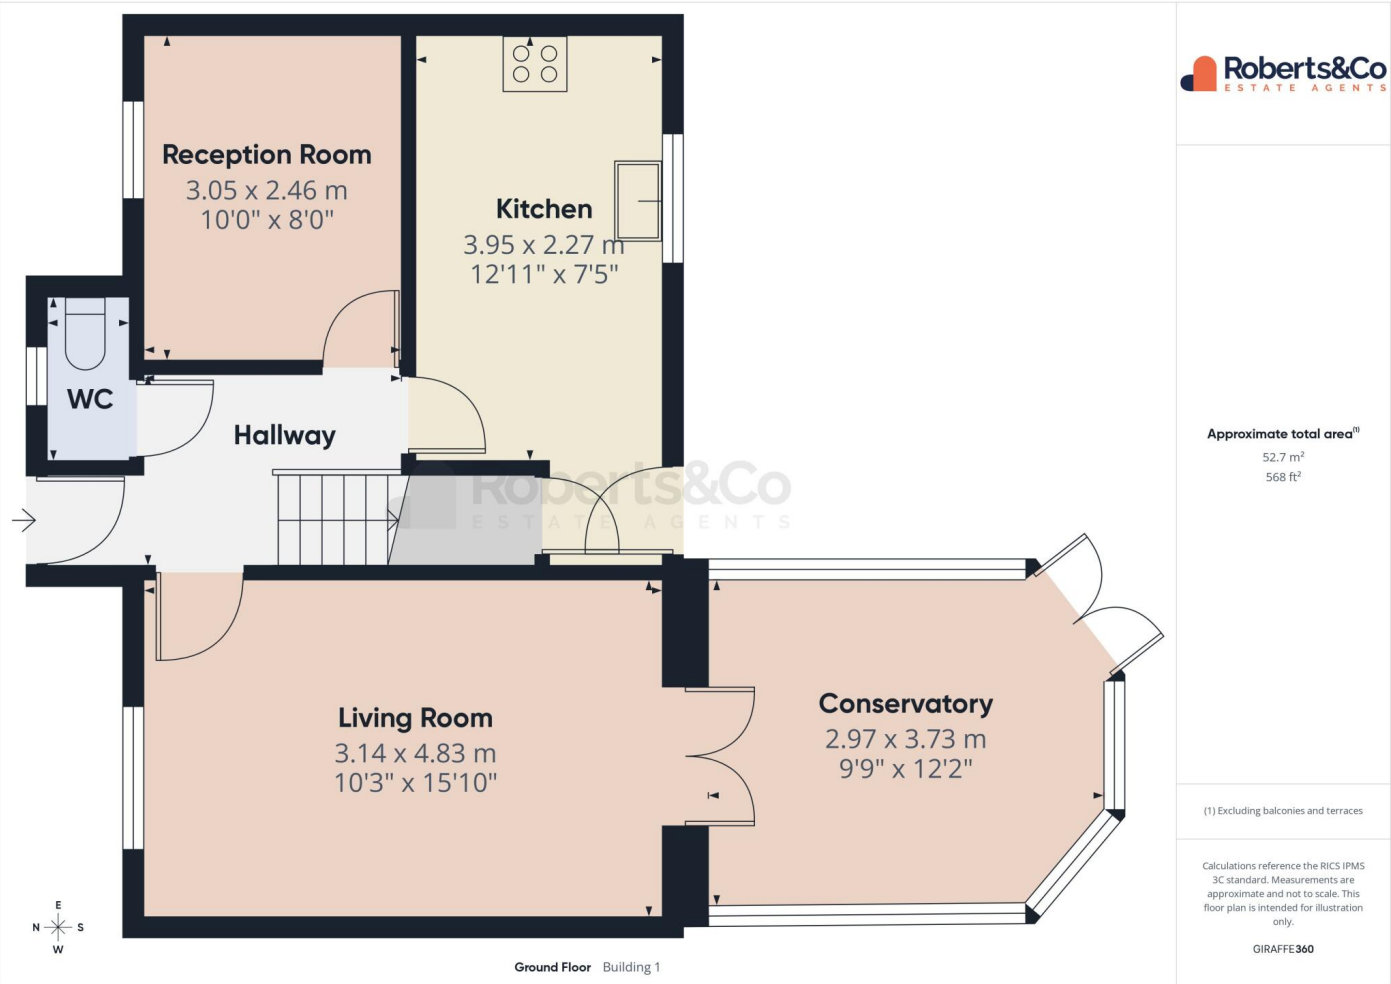 Reception Room
3.05 x 2.46 m
10'0" x 8'0"
Kitchen
3.95 x 2.27 m
12'11" x 7'5"
WC
Hallway
Roberts&Co
ESTATE AGENTS
Living Room
3.14 x 4.83 m
10'3" x 15'10"
Conservatory
2.97 x 3.73 m
9'9" x 12'2"
E
N S
W
Ground Floor Building 1
Roberts&Co
ESTATE AGENTS
Approximate total area(1)
52.7 m²
568 ft²
(1) Excluding balconies and terraces
Calculations reference the RICS IPMS
3C standard. Measurements are
approximate and not to scale. This
floor plan is intended for illustration
only.
GIRAFFE360